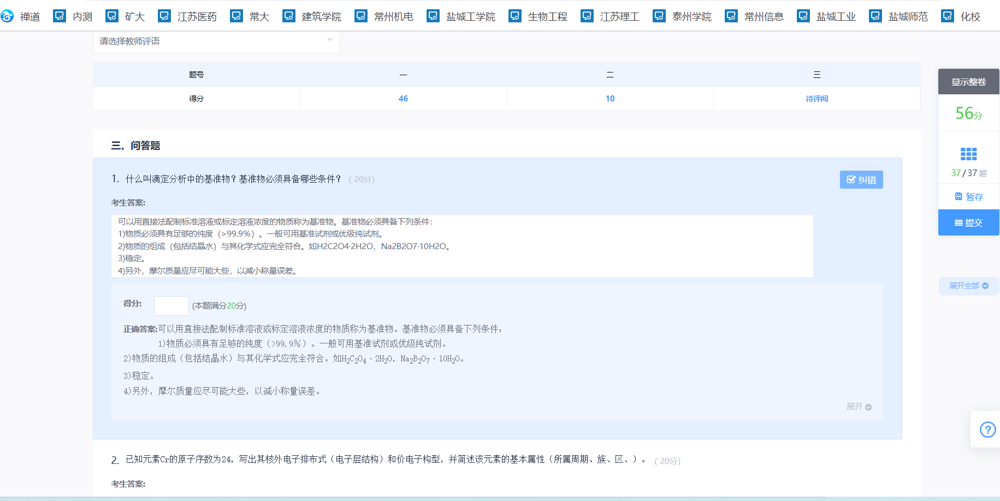 禅道 内测 矿大 江苏医药 常大 建筑学院 常州机电 盐城工学院 生物工程 江苏理工 泰州学院 常州信息 盐城工业 盐城师范 化校
请选择教师评语
题号 一 二 三
得分 46 10 待评阅
显示整卷
56分
37/37 题
暂存
提交
展开全部
三、问答题
1. 什么叫滴定分析中的基准物？基准物必须具备哪些条件？ （ 20分）
纠错
考生答案:
可以用直接法配制标准溶液或标定溶液浓度的物质称为基准物。基准物必须具备下列条件：
1)物质必须具有足够的纯度（>99.9%）。一般可用基准试剂或优级纯试剂。
2)物质的组成（包括结晶水）与其化学式应完全符合。如H2C2O4·2H2O，Na2B2O7·10H2O。
3)稳定。
4)另外，摩尔质量应尽可能大些，以减小称量误差。
得分: (本题满分20分)
正确答案:可以用直接法配制标准溶液或标定溶液浓度的物质称为基准物。基准物必须具备下列条件：
1)物质必须具有足够的纯度（>99.9%）。一般可用基准试剂或优级纯试剂。
2)物质的组成（包括结晶水）与其化学式应完全符合。如H₂C₂O₄·2H₂O，Na₂B₂O₇·10H₂O。
3)稳定。
4)另外，摩尔质量应尽可能大些，以减小称量误差。
展开
2. 已知元素Cr的原子序数为24，写出其核外电子排布式（电子层结构）和价电子构型，并简述该元素的基本属性（所属周期、族、区、）。 （ 20分）
考生答案: